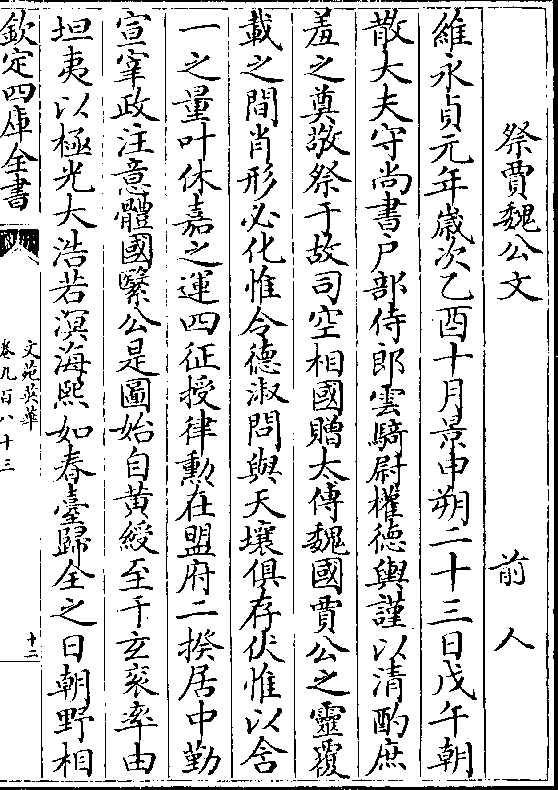 祭賈魏公文 前人
維永貞元年歲次乙酉十月景申朔二十三日戊午朝
散大夫守尚書户部侍郎雲騎尉權德輿謹以清酌庶
羞之奠敬祭于故司空相國贈太傅魏國賈公之靈覆
載之間肖形必化惟令德淑問與天壤俱存伏惟以含
一之量叶休嘉之運四征授律勳在盟府二揆居中勤
宣宰政注意體國繄公是圖始自黄綬至于玄衮率由
坦夷以極光大浩若溟海熙如春臺歸全之日朝野相
欽定四庫全書
文苑英華
卷九百八十三
十二